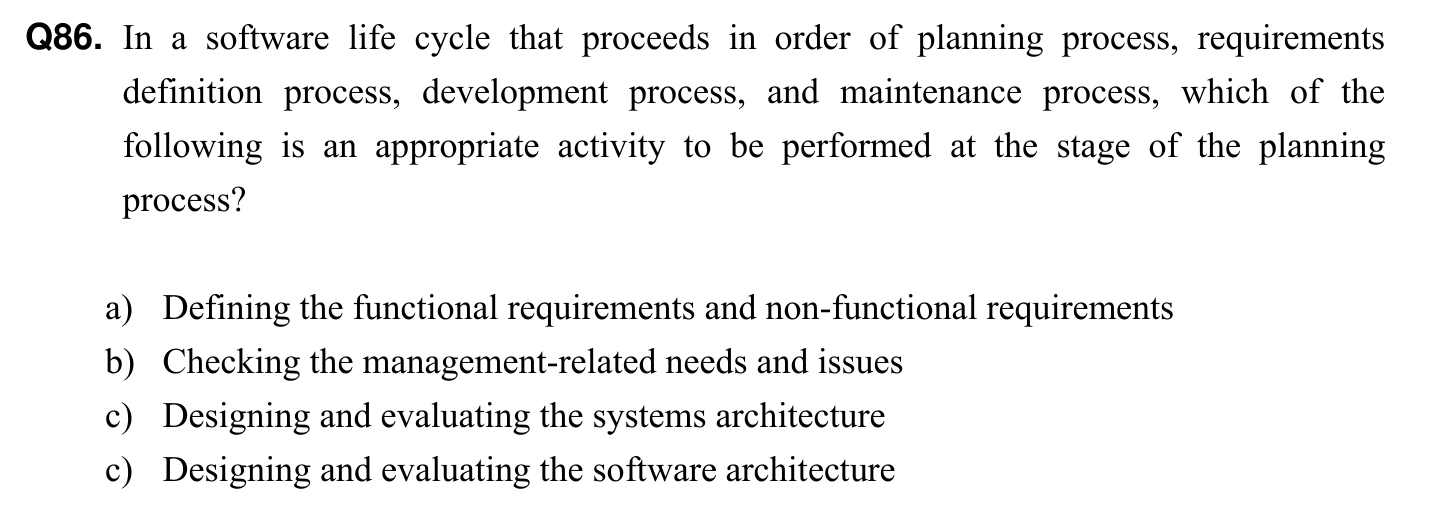 Q86. In a software life cycle that proceeds in order of planning process, requirements
definition process, development process, and maintenance process, which of the
following is an appropriate activity to be performed at the stage of the planning
process?
a) Defining the functional requirements and non-functional requirements
b) Checking the management-related needs and issues
c) Designing and evaluating the systems architecture
c) Designing and evaluating the software architecture